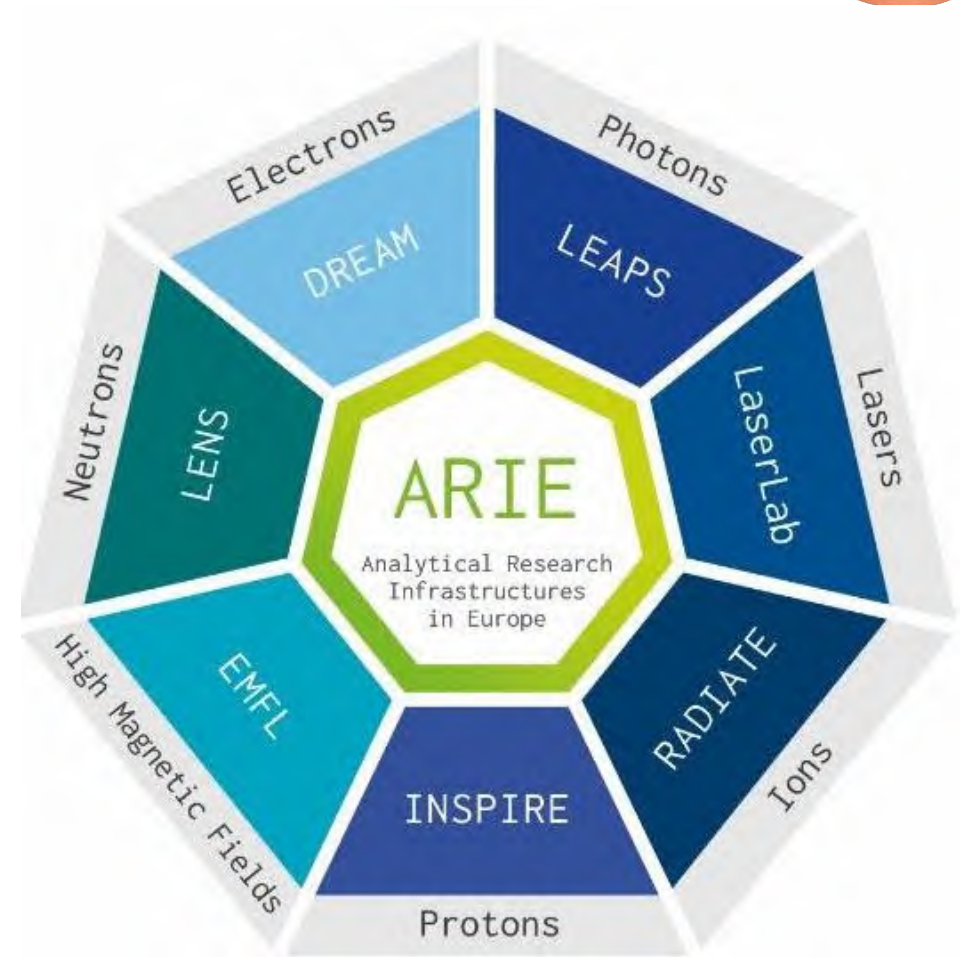 Electrons
Photons
DREAM
LEAPS
Neutrons
LENS
LaserLab
Lasers
ARIE
Analytical Research
Infrastructures
in Europe
High Magnetic Fields
EMFL
RADIATE
Ions
INSPIRE
Protons